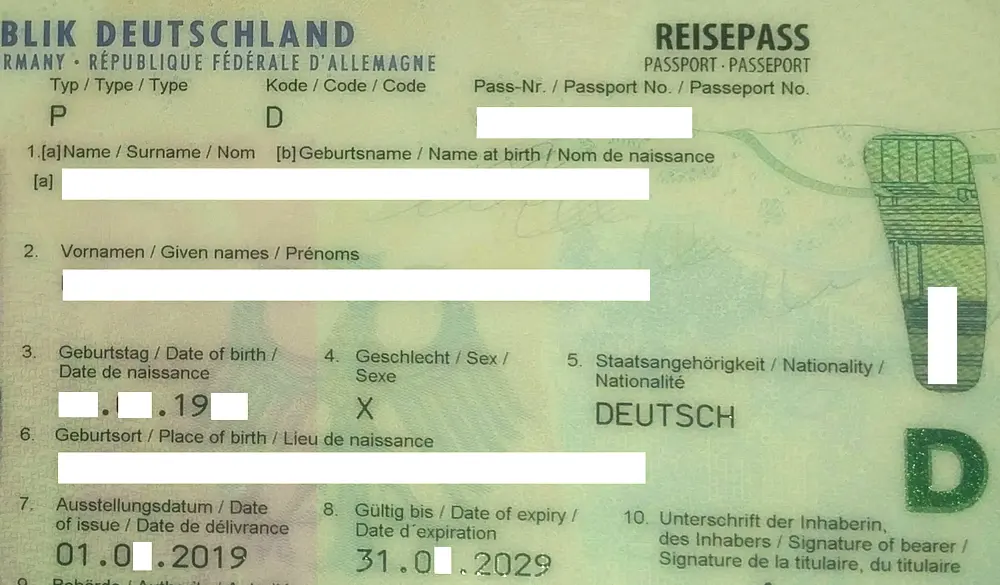 BLIK DEUTSCHLAND
RMANY · RÉPUBLIQUE FÉDÉRALE D'ALLEMAGNE
REISEPASS
PASSPORT · PASSEPORT
Typ / Type / Type
Kode / Code / Code
Pass-Nr. / Passport No. / Passeport No.
P
D
1.[a]Name / Surname / Nom [b]Geburtsname / Name at birth / Nom de naissance
[a]
2. Vornamen / Given names / Prénoms
3. Geburtstag / Date of birth /
Date de naissance
4. Geschlecht / Sex /
Sexe
5. Staatsangehörigkeit / Nationality /
Nationalité
. .19
X
DEUTSCH
6. Geburtsort / Place of birth / Lieu de naissance
D
7. Ausstellungsdatum / Date
of issue / Date de délivrance
8. Gültig bis / Date of expiry /
Date d´expiration
10. Unterschrift der Inhaberin,
des Inhabers / Signature of bearer /
Signature de la titulaire, du titulaire
01.0 .2019
31.0 .2029